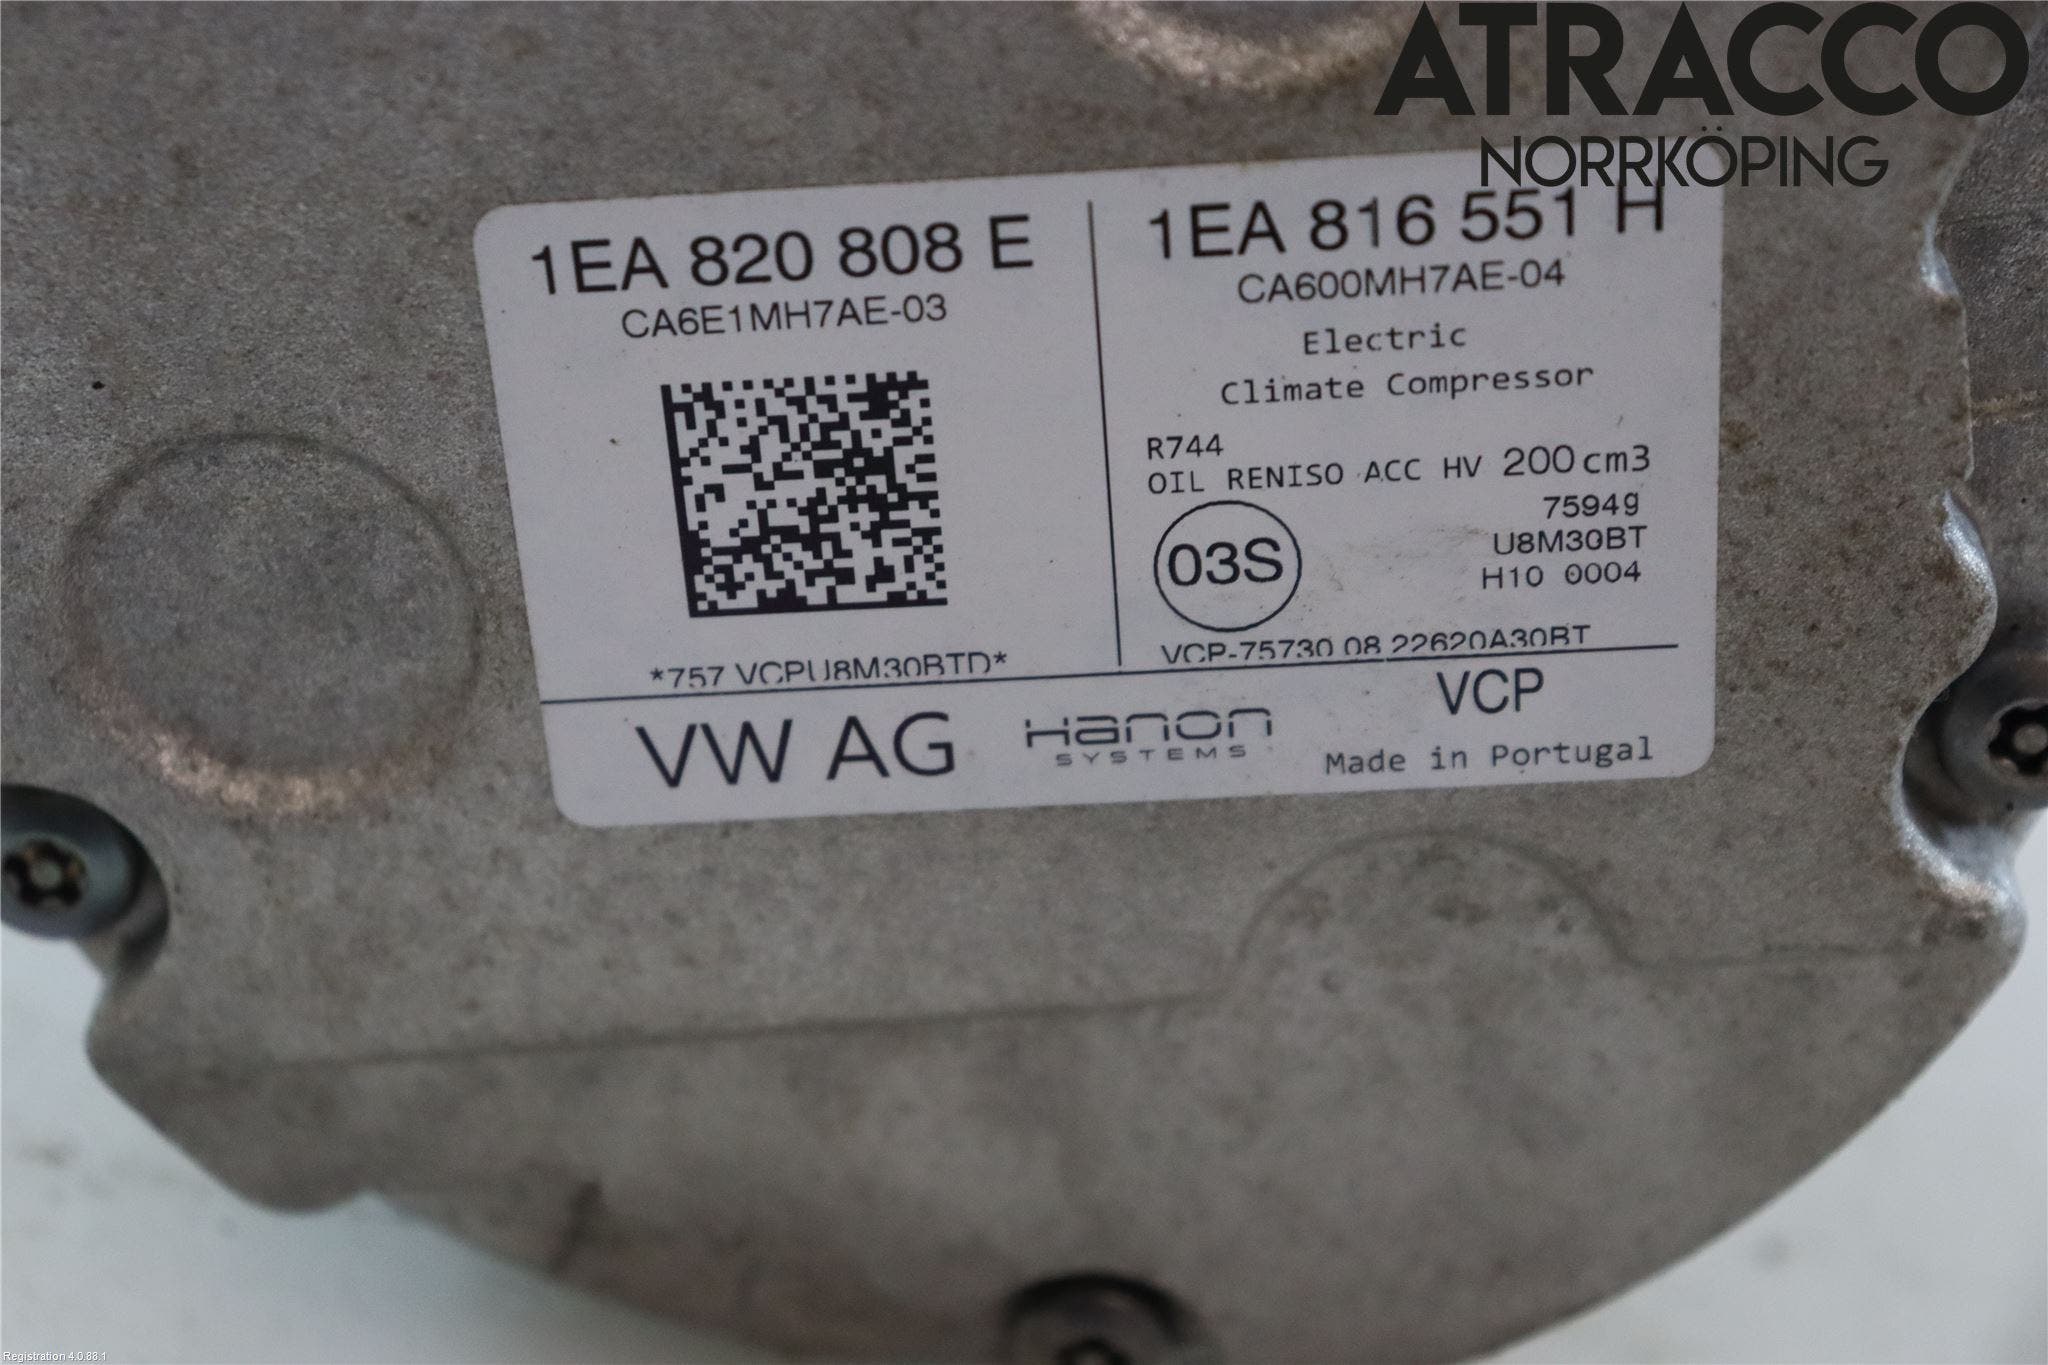 ATRACCO
NORRKÖPING
1EA 820 808 E
CA6E1MH7AE-03
*757 VCPU8M30BTD*
1EA 816 551 H
CA600MH7AE-04
Electric
Climate Compressor
R744
OIL RENISO ACC HV 200 cm3
7594g
U8M30BT
H10 0004
03S
VCP-75730 08 22620A30BT
VW AG
Hanon
SYSTEMS
VCP
Made in Portugal
Registration 4.0.88.1